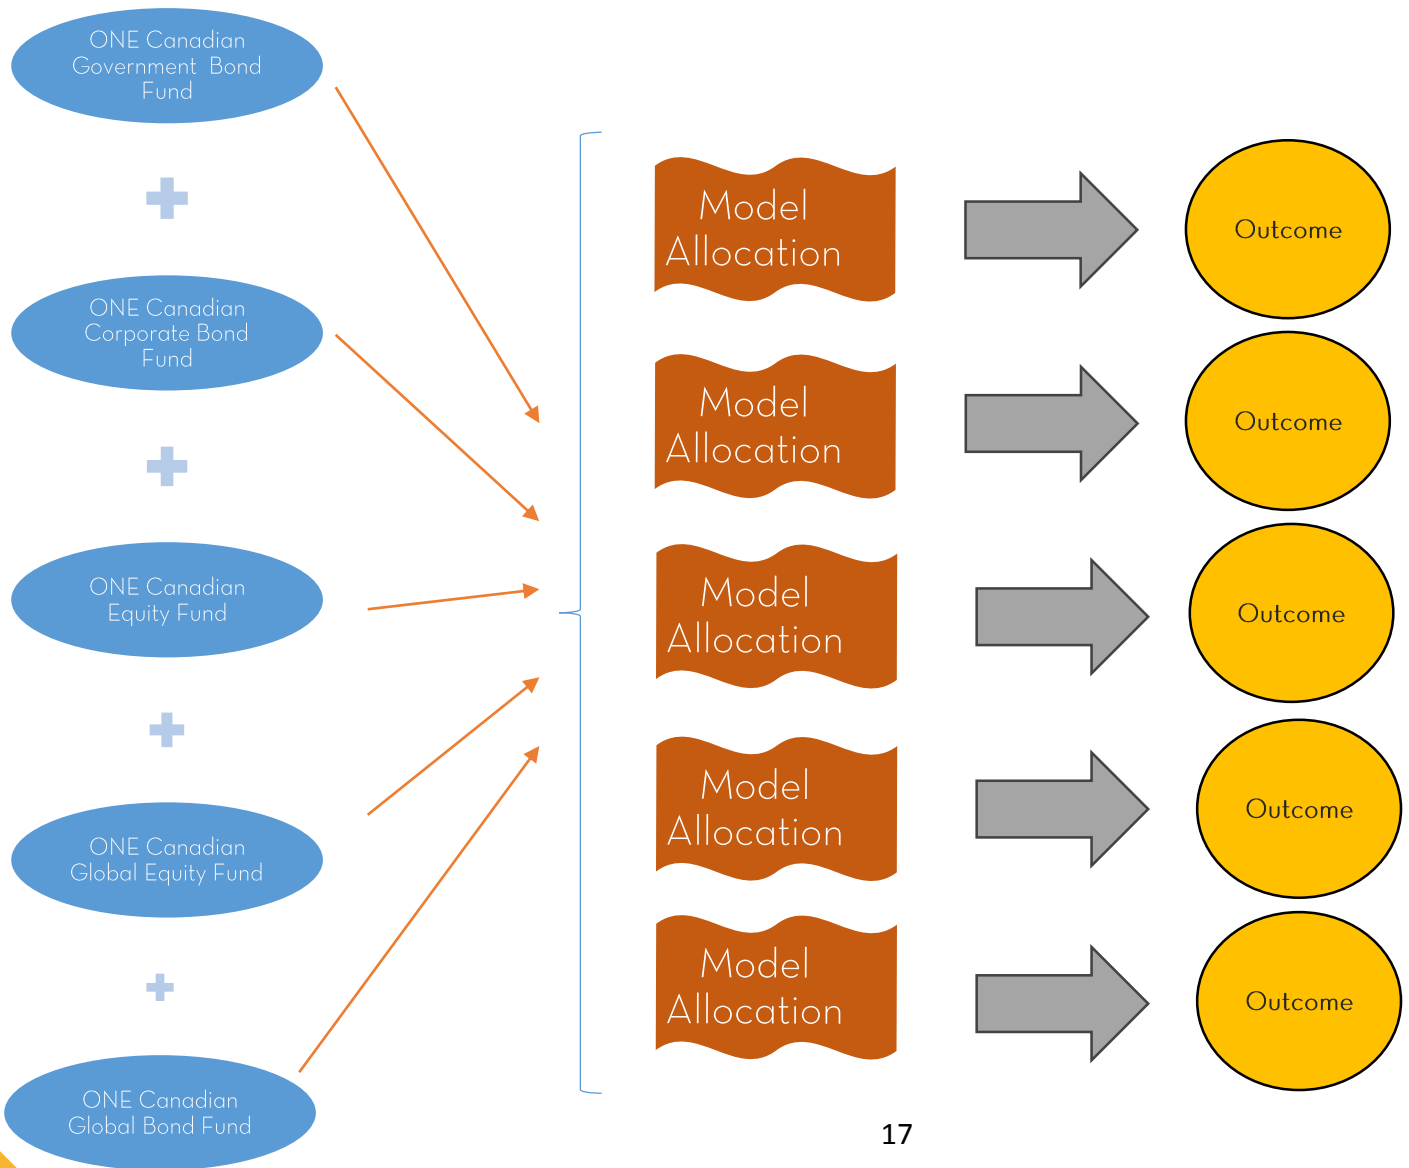 ONE Canadian
Government Bond
Fund
ONE Canadian
Corporate Bond
Fund
ONE Canadian
Equity Fund
ONE Canadian
Global Equity Fund
ONE Canadian
Global Bond Fund
Model
Allocation
Model
Allocation
Model
Allocation
Model
Allocation
Model
Allocation
Outcome
Outcome
Outcome
Outcome
Outcome
17